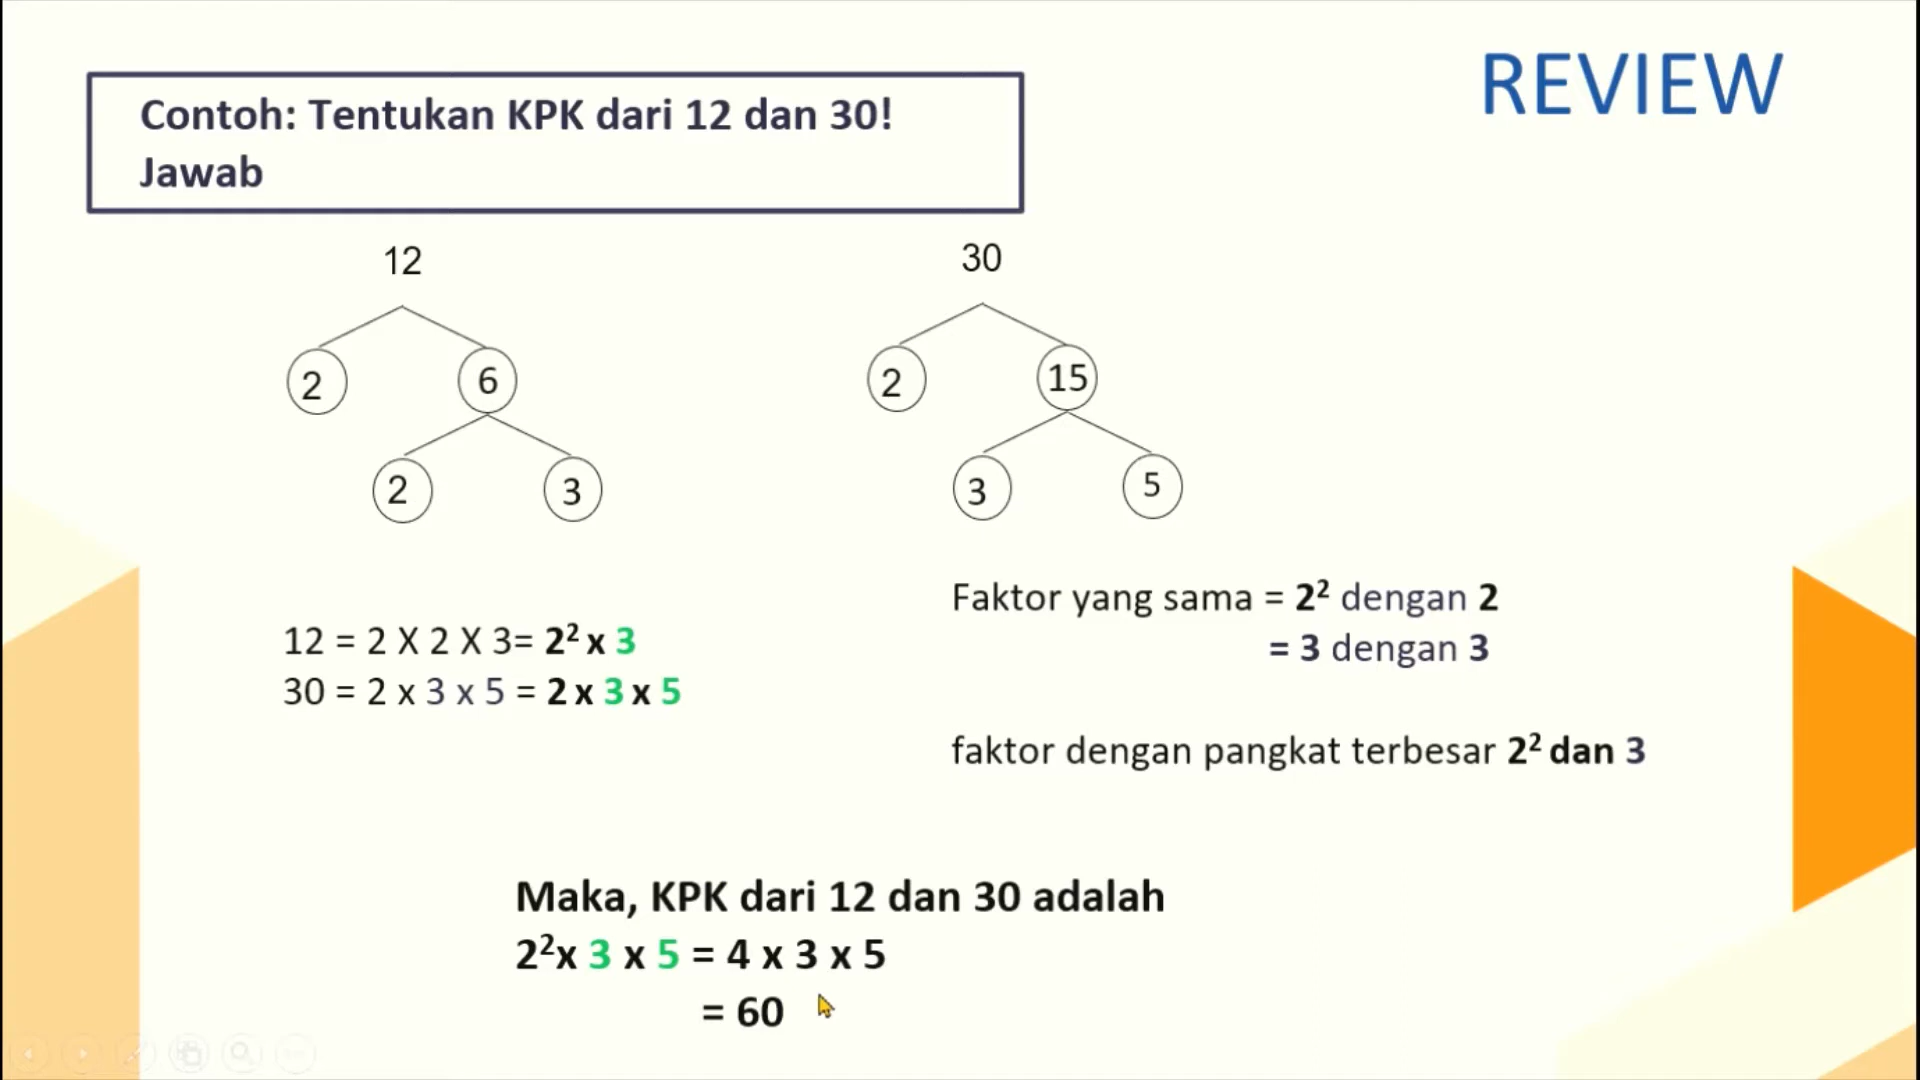 REVIEW
Contoh: Tentukan KPK dari 12 dan 30!
Jawab
12
30
2
6
2
15
2
3
3
5
12 = 2 X 2 X 3= 2² x 3
30 = 2 x 3 x 5 = 2 x 3 x 5
Faktor yang sama = 2² dengan 2
= 3 dengan 3
faktor dengan pangkat terbesar 2² dan 3
Maka, KPK dari 12 dan 30 adalah
2²x 3 x 5 = 4 x 3 x 5
= 60